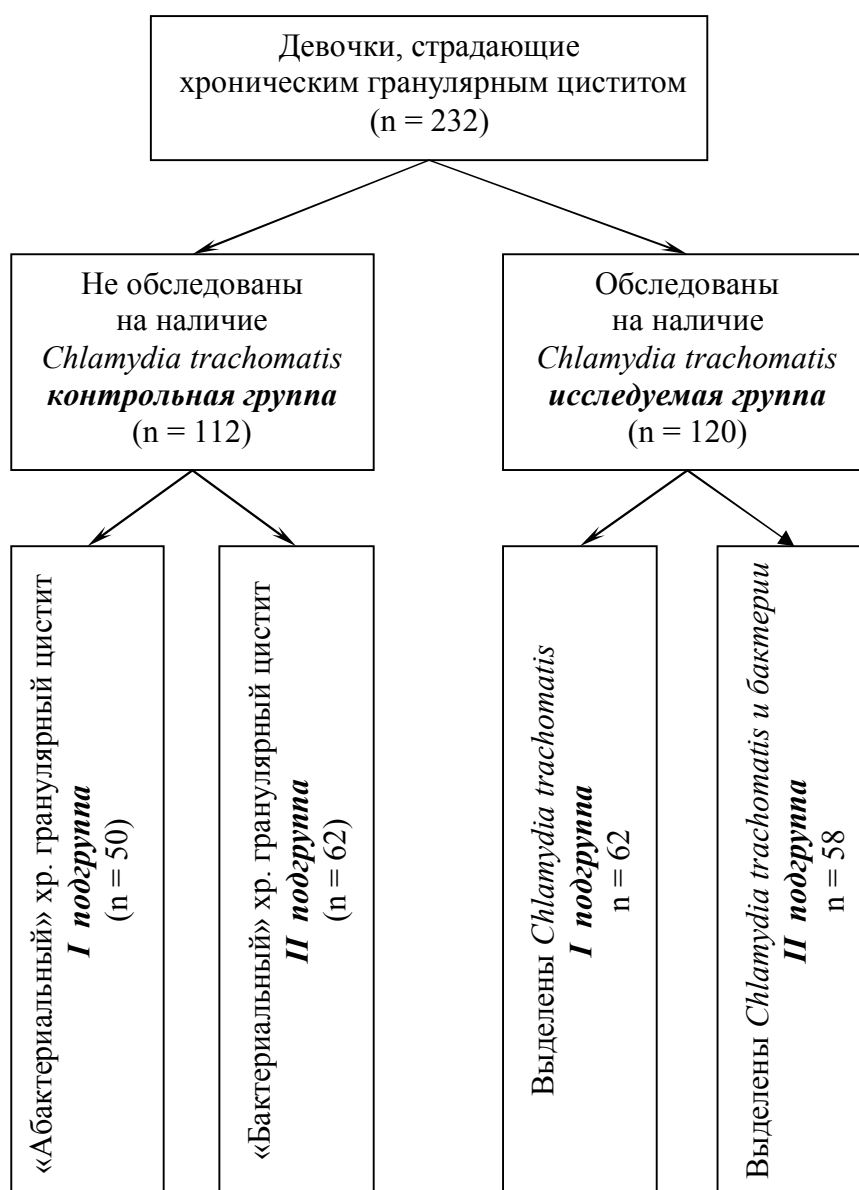 Девочки, страдающие
хроническим гранулярным циститом
(n = 232)
Не обследованы
на наличие
Chlamydia trachomatis
контрольная группа
(n = 112)
Обследованы
на наличие
Chlamydia trachomatis
исследуемая группа
(n = 120)
«Абактериальный» хр. гранулярный цистит
I подгруппа
(n = 50)
«Бактериальный» хр. гранулярный цистит
II подгруппа
(n = 62)
Выделены Chlamydia trachomatis
I подгруппа
n = 62
Выделены Chlamydia trachomatis и бактерии
II подгруппа
n = 58